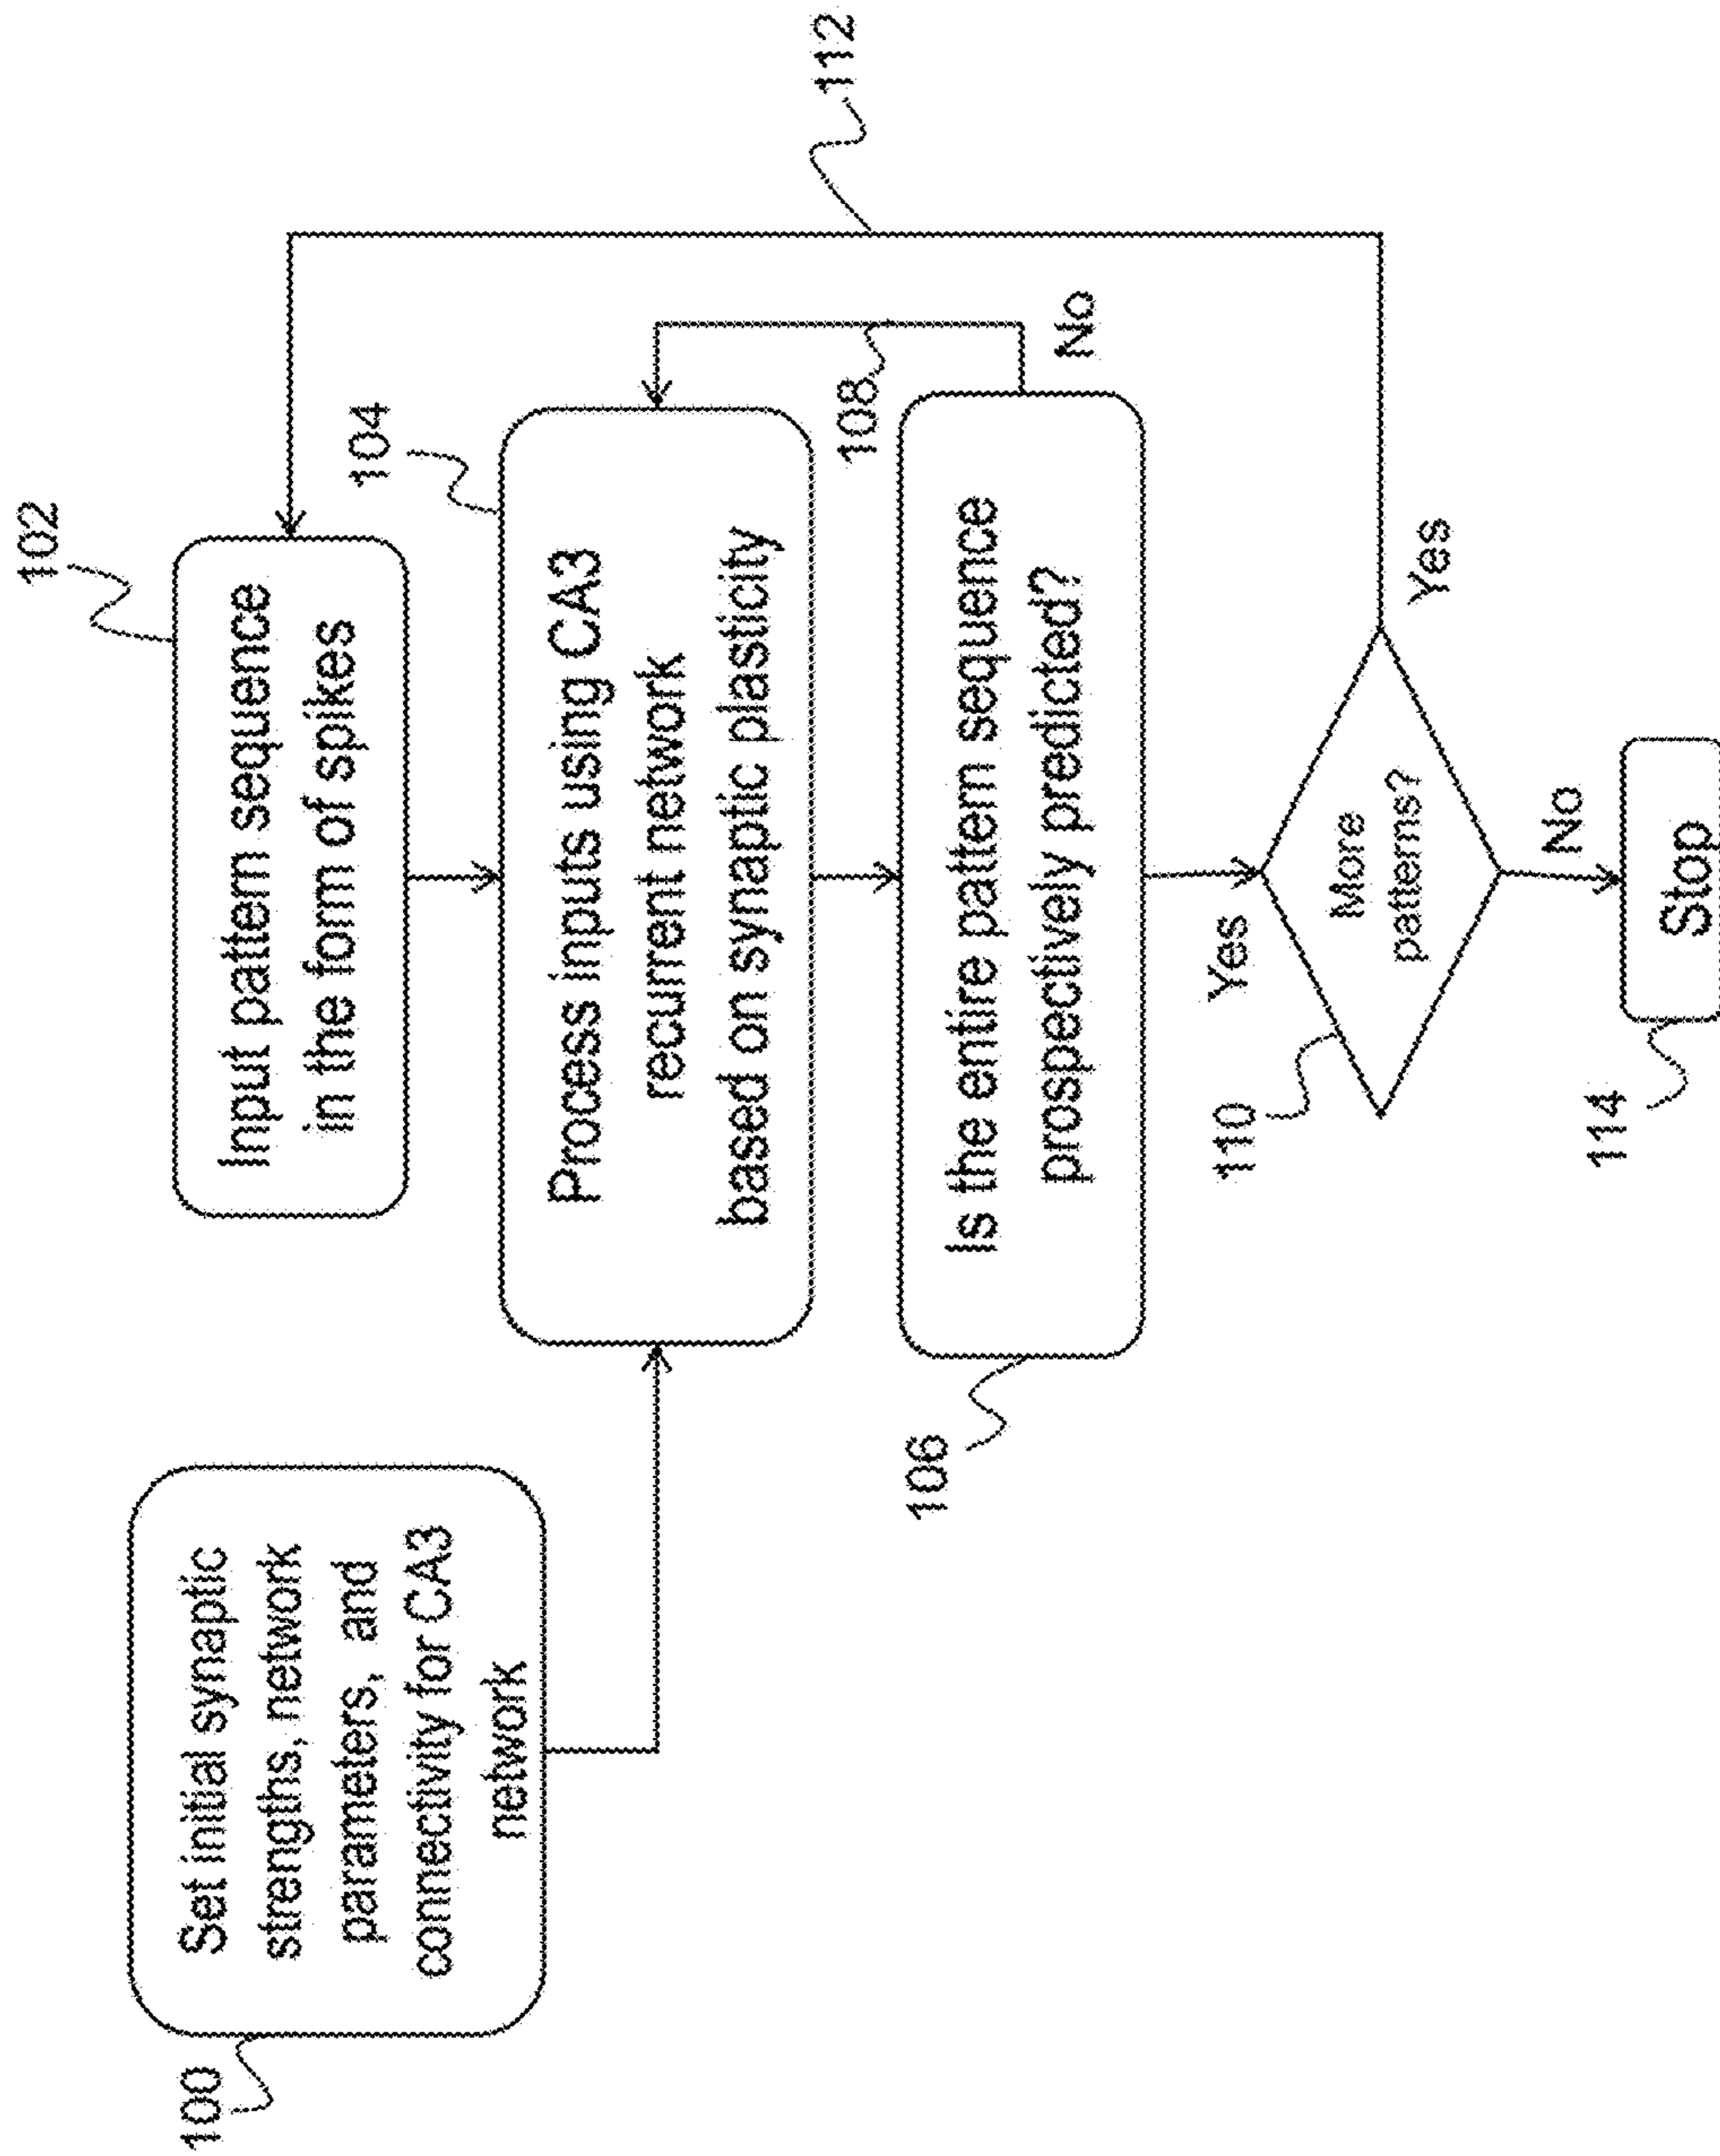 100
Set initial synaptic
strengths, network
parameters, and
connectivity for CA3
network
102
Input pattern sequence
in the form of spikes
104
Process inputs using CA3
recurrent network
based on synaptic plasticity
108
No
106
Is the entire pattern sequence
prospectively predicted?
Yes
110
More
patterns?
Yes
112
No
114
Stop